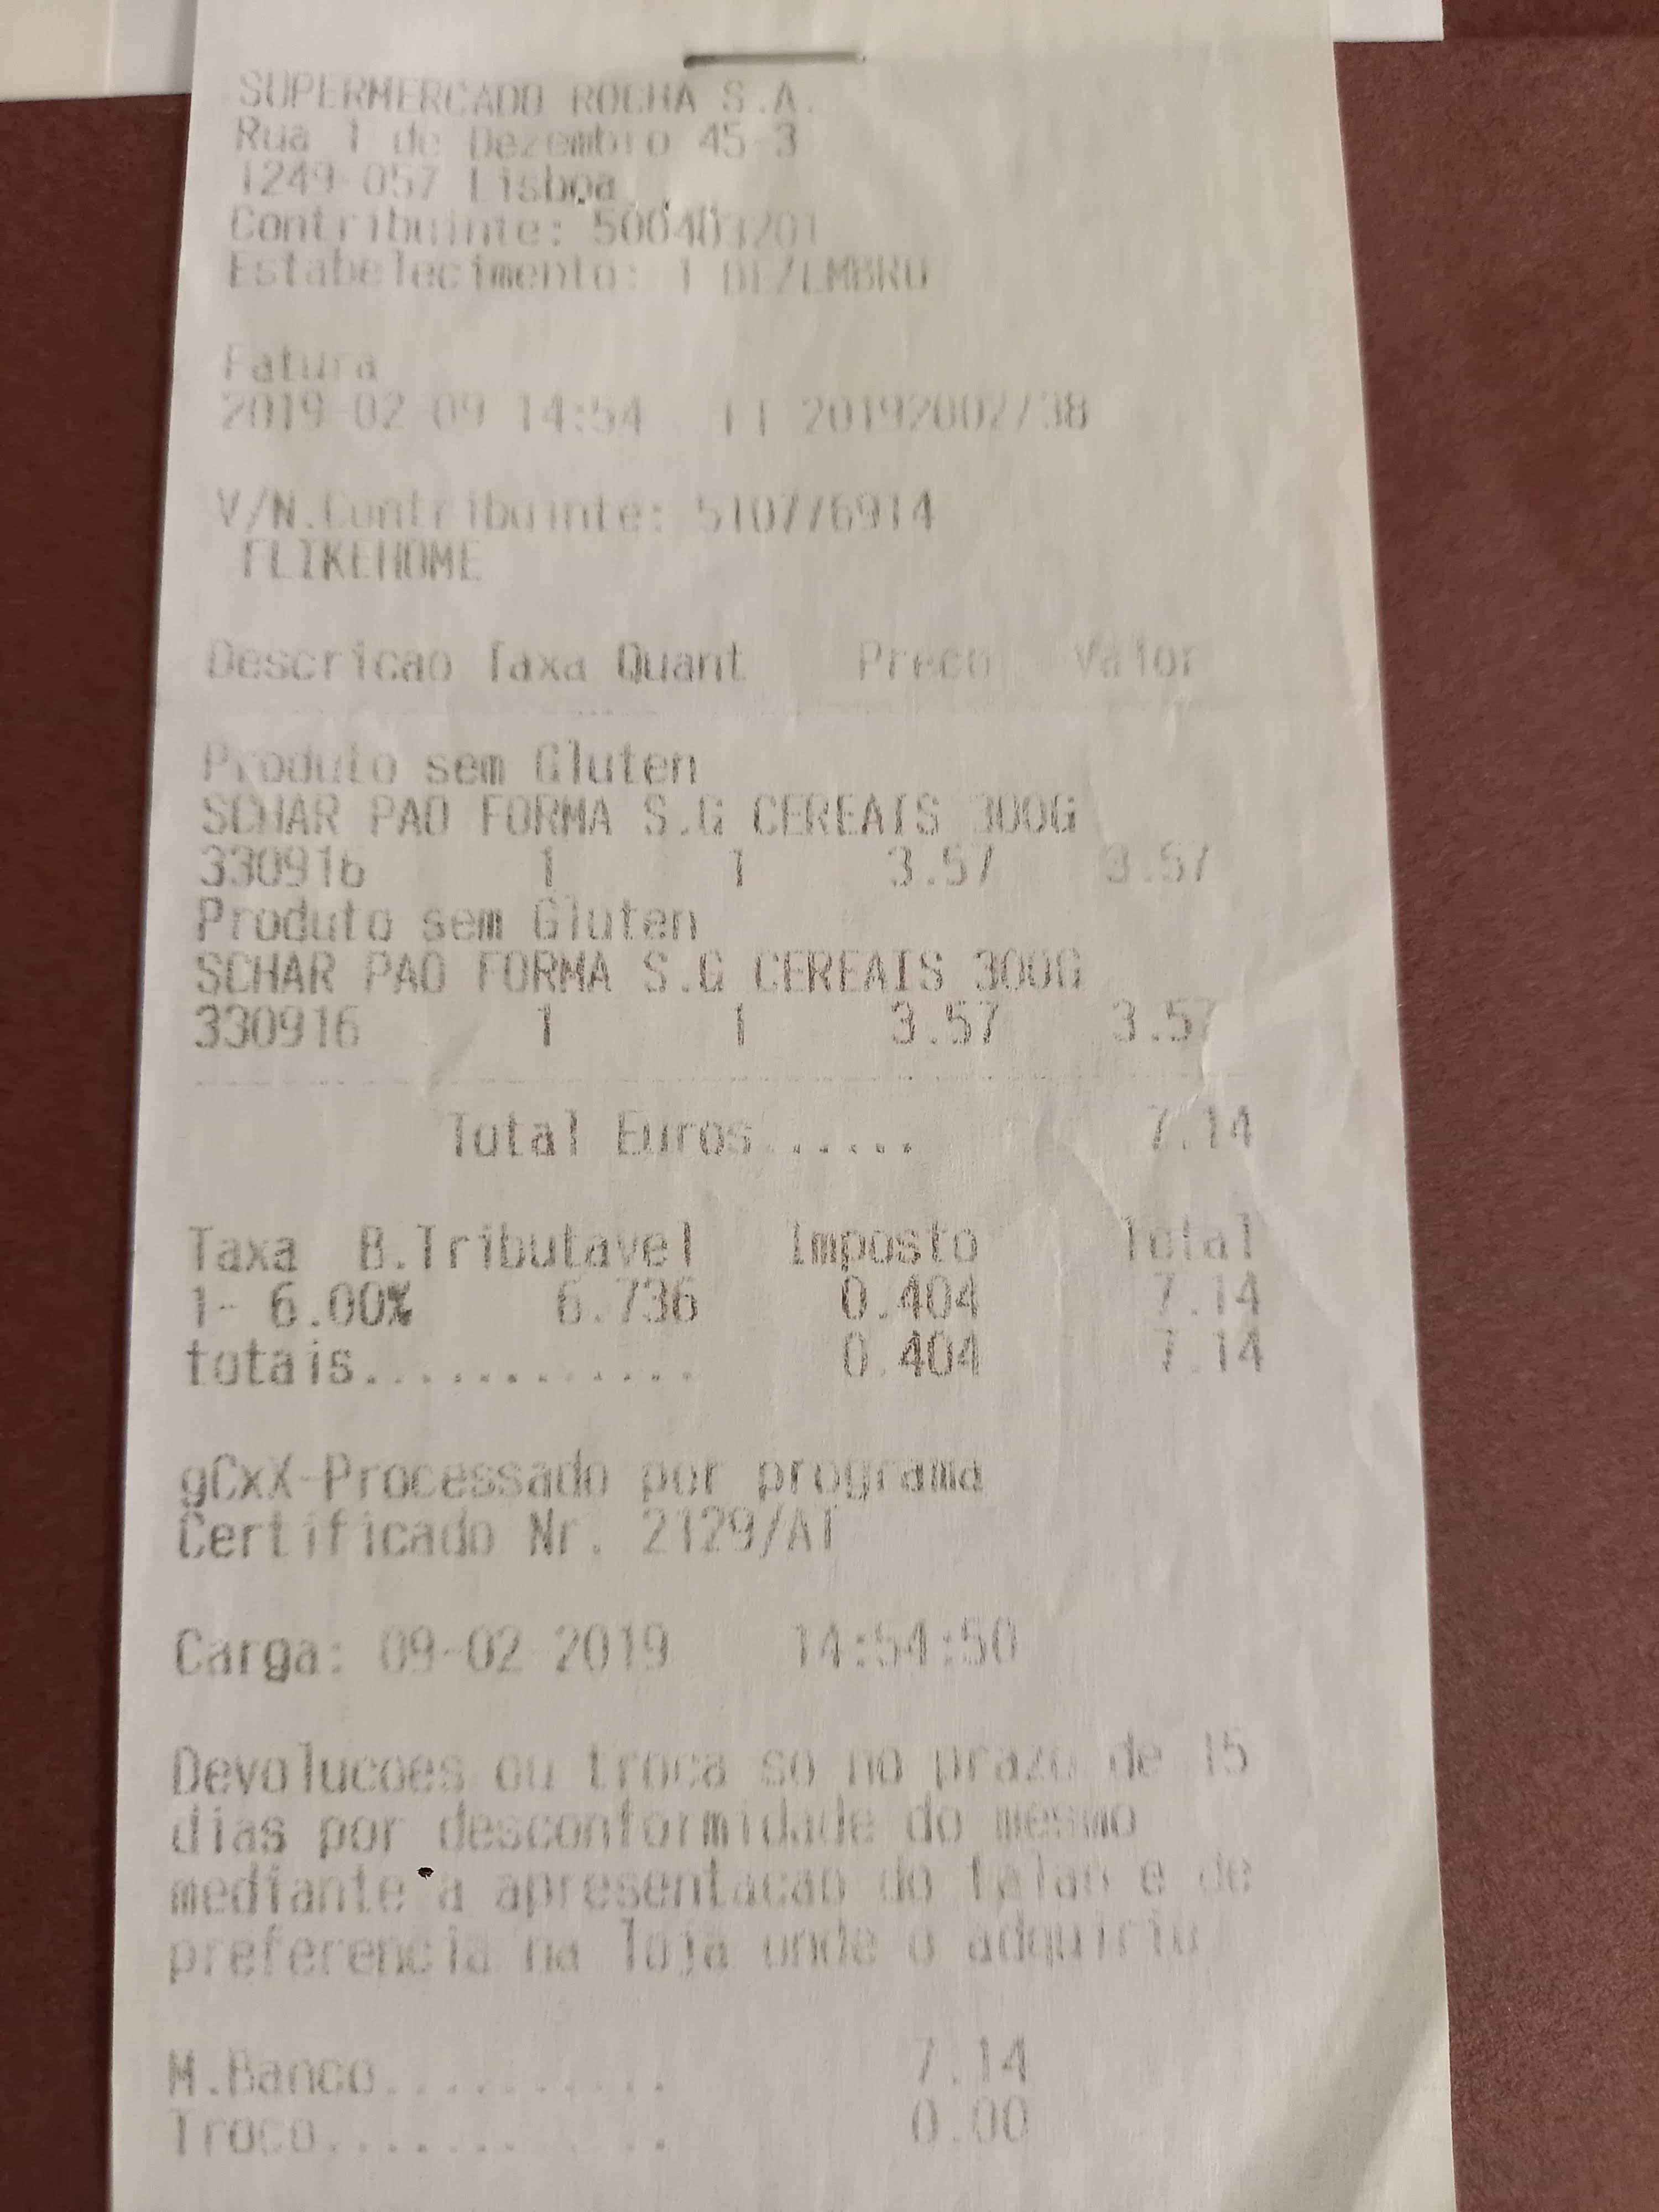 SUPERMERCADO ROCHA S.A.
Rua 1 de Dezembro 45-3
1249-057 Lisboa
Contribuinte: 500403201
Estabelecimento: 1 DEZEMBRO
Fatura
2019-02-09 14:54 FT 20192002/38
V/N.Contribuinte: 510776914
FLIKEHOME
Descricao Taxa Quant Preco Valor
Produto sem Gluten
SCHAR PAO FORMA S.G CEREAIS 300G
330916 1 1 3.57 3.57
Produto sem Gluten
SCHAR PAO FORMA S.G CEREAIS 300G
330916 1 1 3.57 3.57
Total Euros...... 7.14
Taxa B.Tributavel Imposto Total
1- 6.00% 6.736 0.404 7.14
totais............ 0.404 7.14
gCxX-Processado por programa
Certificado Nr. 2129/AT
Carga: 09-02-2019 14:54:50
Devolucoes ou troca so no prazo de 15
dias por desconformidade do mesmo
mediante a apresentacao do talao e de
preferencia na loja onde o adquiriu
M.Banco.......... 7.14
Troco............ 0.00